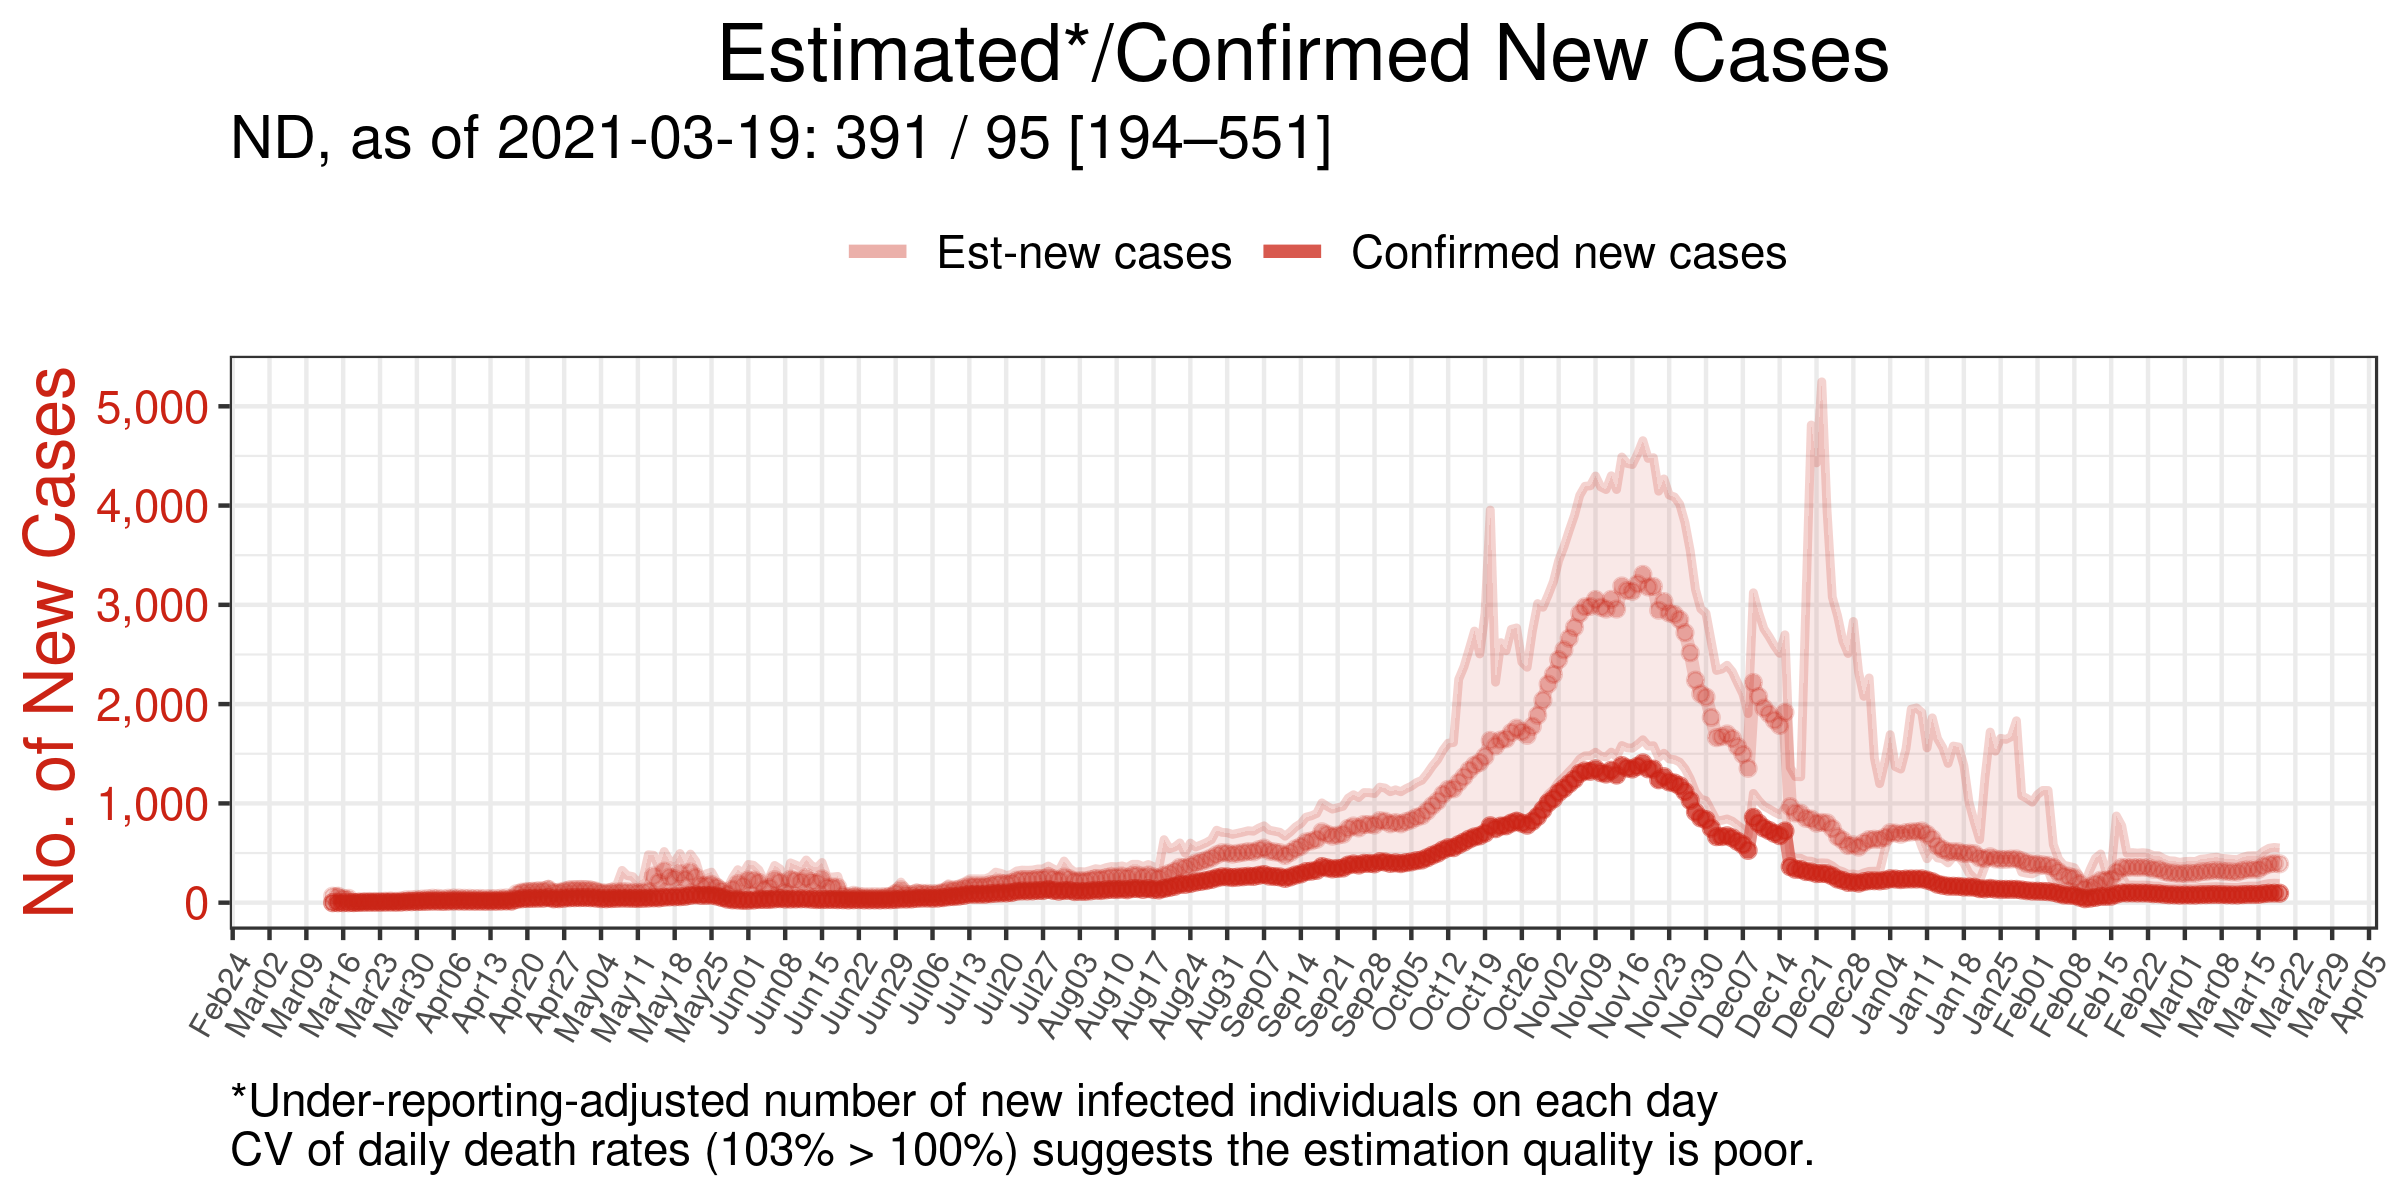 Estimated*/Confirmed New Cases
ND, as of 2021-03-19: 391 / 95 [194–551]
Est-new cases Confirmed new cases
No. of New Cases
5,000
4,000
3,000
2,000
1,000
0
Feb24 Mar02 Mar09 Mar16 Mar23 Mar30 Apr06 Apr13 Apr20 Apr27 May04 May11 May18 May25 Jun01 Jun08 Jun15 Jun22 Jun29 Jul06 Jul13 Jul20 Jul27 Aug03 Aug10 Aug17 Aug24 Aug31 Sep07 Sep14 Sep21 Sep28 Oct05 Oct12 Oct19 Oct26 Nov02 Nov09 Nov16 Nov23 Nov30 Dec07 Dec14 Dec21 Dec28 Jan04 Jan11 Jan18 Jan25 Feb01 Feb08 Feb15 Feb22 Mar01 Mar08 Mar15 Mar22 Mar29 Apr05
*Under-reporting-adjusted number of new infected individuals on each day
CV of daily death rates (103% > 100%) suggests the estimation quality is poor.